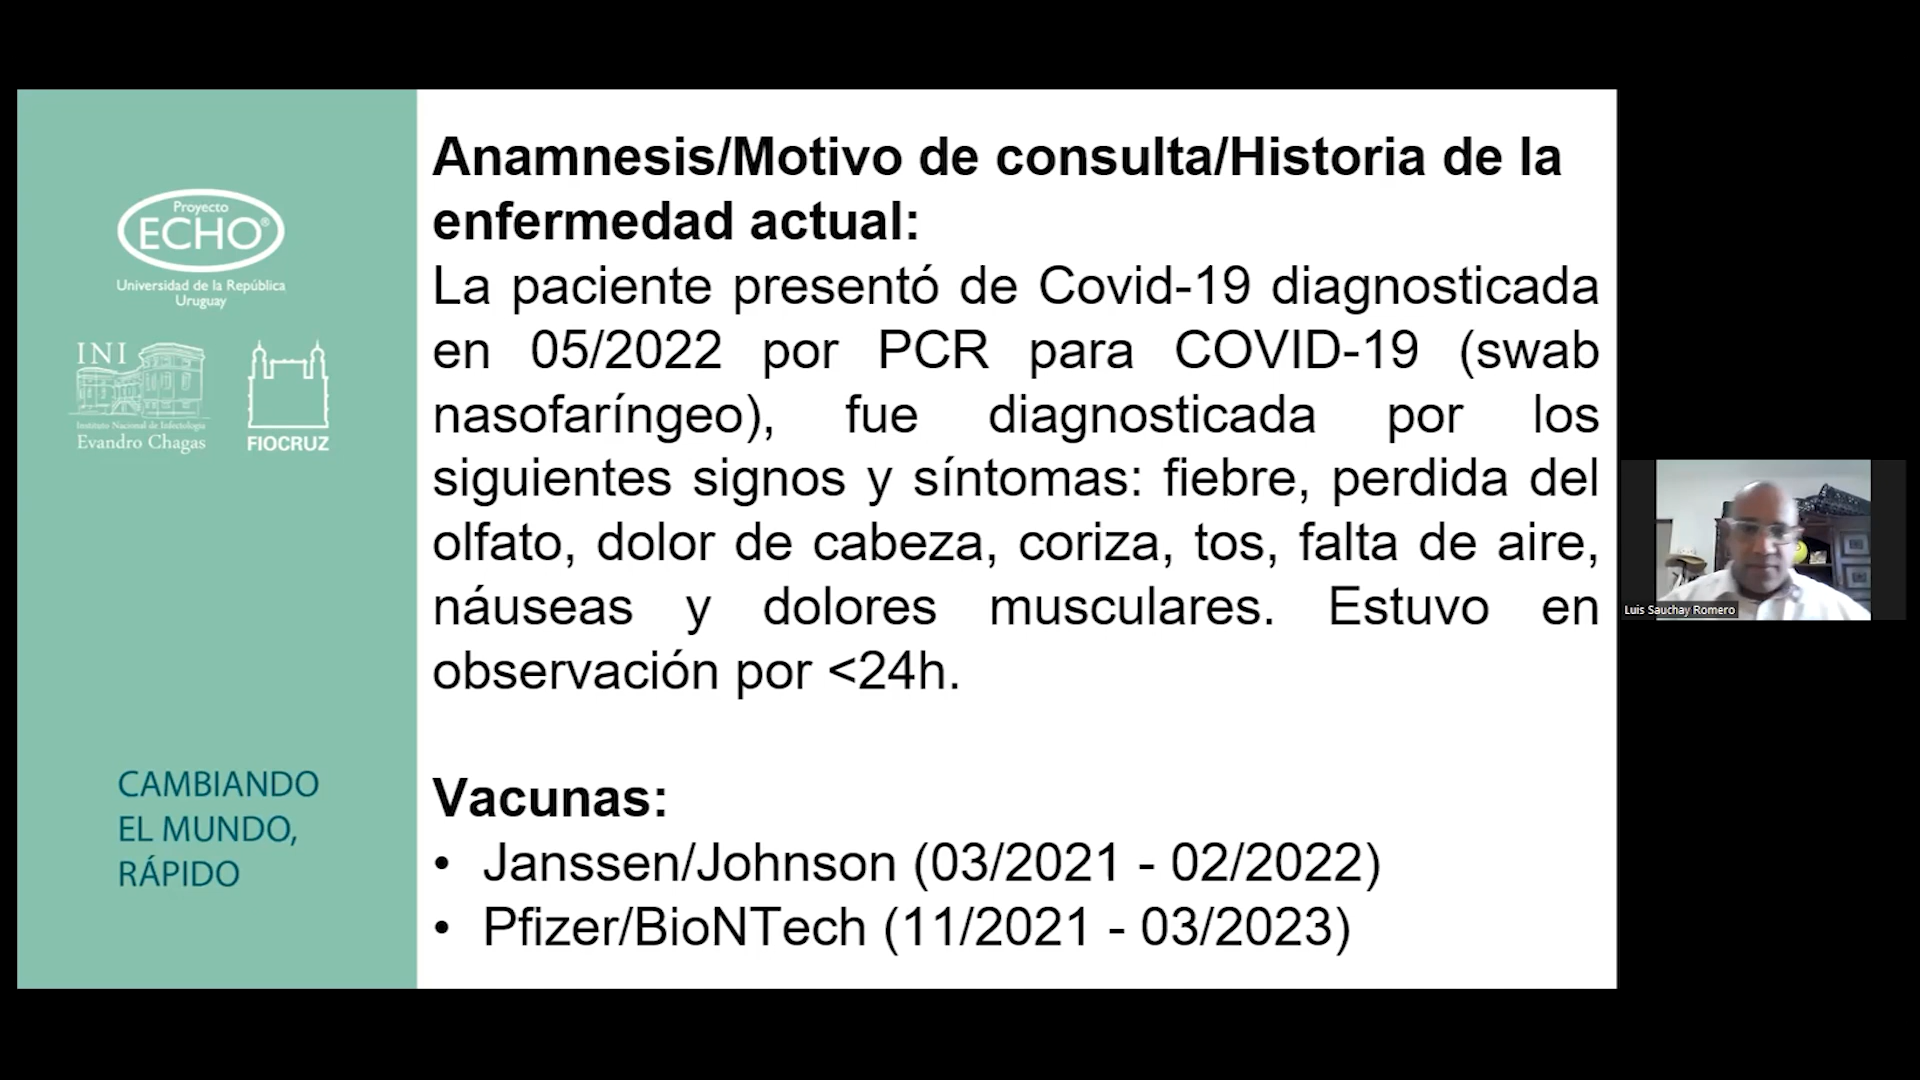 Proyecto
ECHO®
Universidad de la República
Uruguay
INI
Instituto Nacional de Infectología
Evandro Chagas
FIOCRUZ
CAMBIANDO
EL MUNDO,
RÁPIDO
Anamnesis/Motivo de consulta/Historia de la
enfermedad actual:
La paciente presentó de Covid-19 diagnosticada
en 05/2022 por PCR para COVID-19 (swab
nasofaríngeo), fue diagnosticada por los
siguientes signos y síntomas: fiebre, perdida del
olfato, dolor de cabeza, coriza, tos, falta de aire,
náuseas y dolores musculares. Estuvo en
observación por <24h.
Vacunas:
• Janssen/Johnson (03/2021 - 02/2022)
• Pfizer/BioNTech (11/2021 - 03/2023)
Luis Sauchay Romero